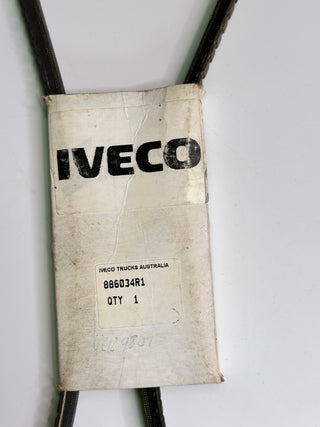 IVECO
IVECO TRUCKS AUSTRALIA
886034R1
QTY 1